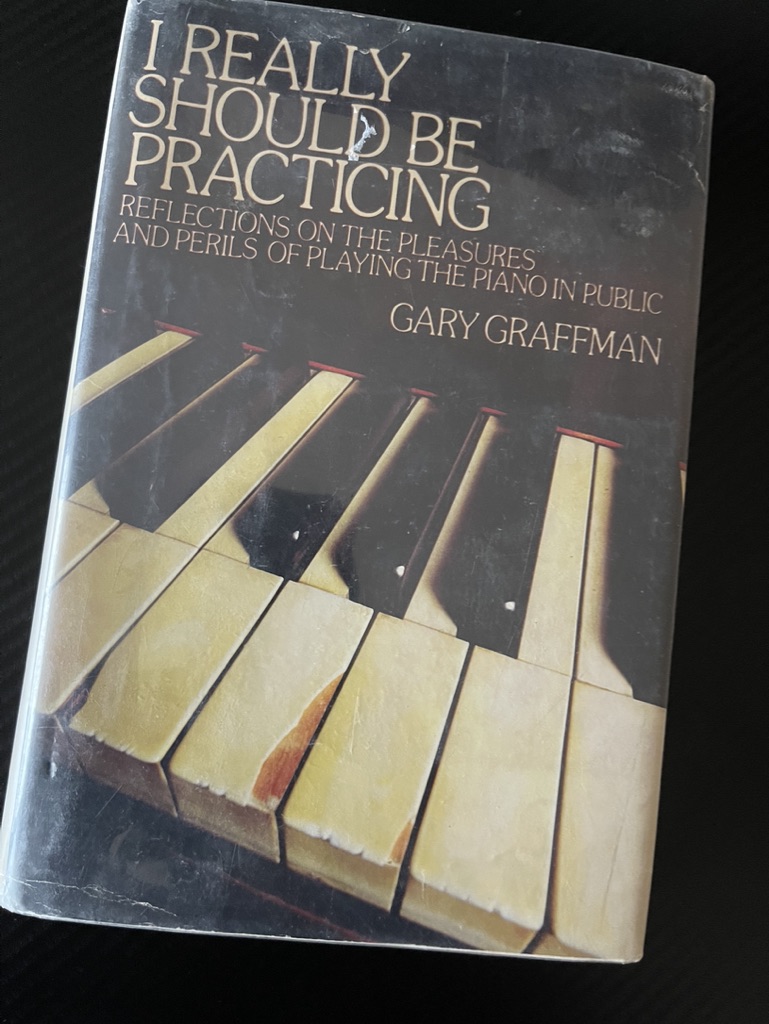 I REALLY
SHOULD BE
PRACTICING
REFLECTIONS ON THE PLEASURES
AND PERILS OF PLAYING THE PIANO IN PUBLIC
GARY GRAFFMAN